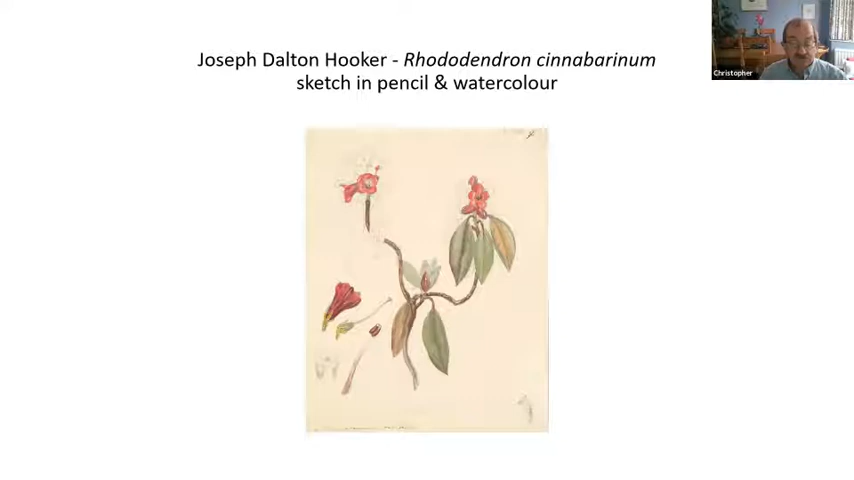 Joseph Dalton Hooker - Rhododendron cinnabarinum
sketch in pencil & watercolour
Christopher